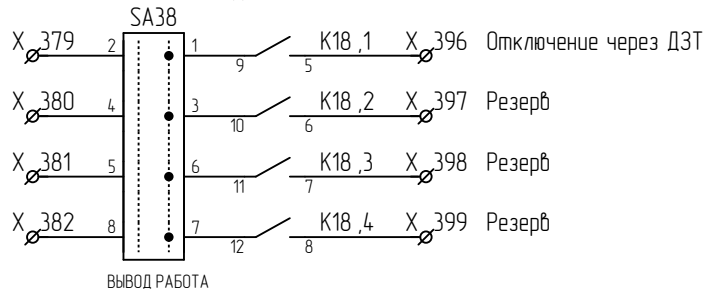 SA38
X 379 2 1 K18,1 X 396 Отключение через ДЗТ
9 5
X 380 4 3 K18,2 X 397 Резерв
10 6
X 381 5 6 K18,3 X 398 Резерв
11 7
X 382 8 7 K18,4 X 399 Резерв
12 8
ВЫВОД РАБОТА